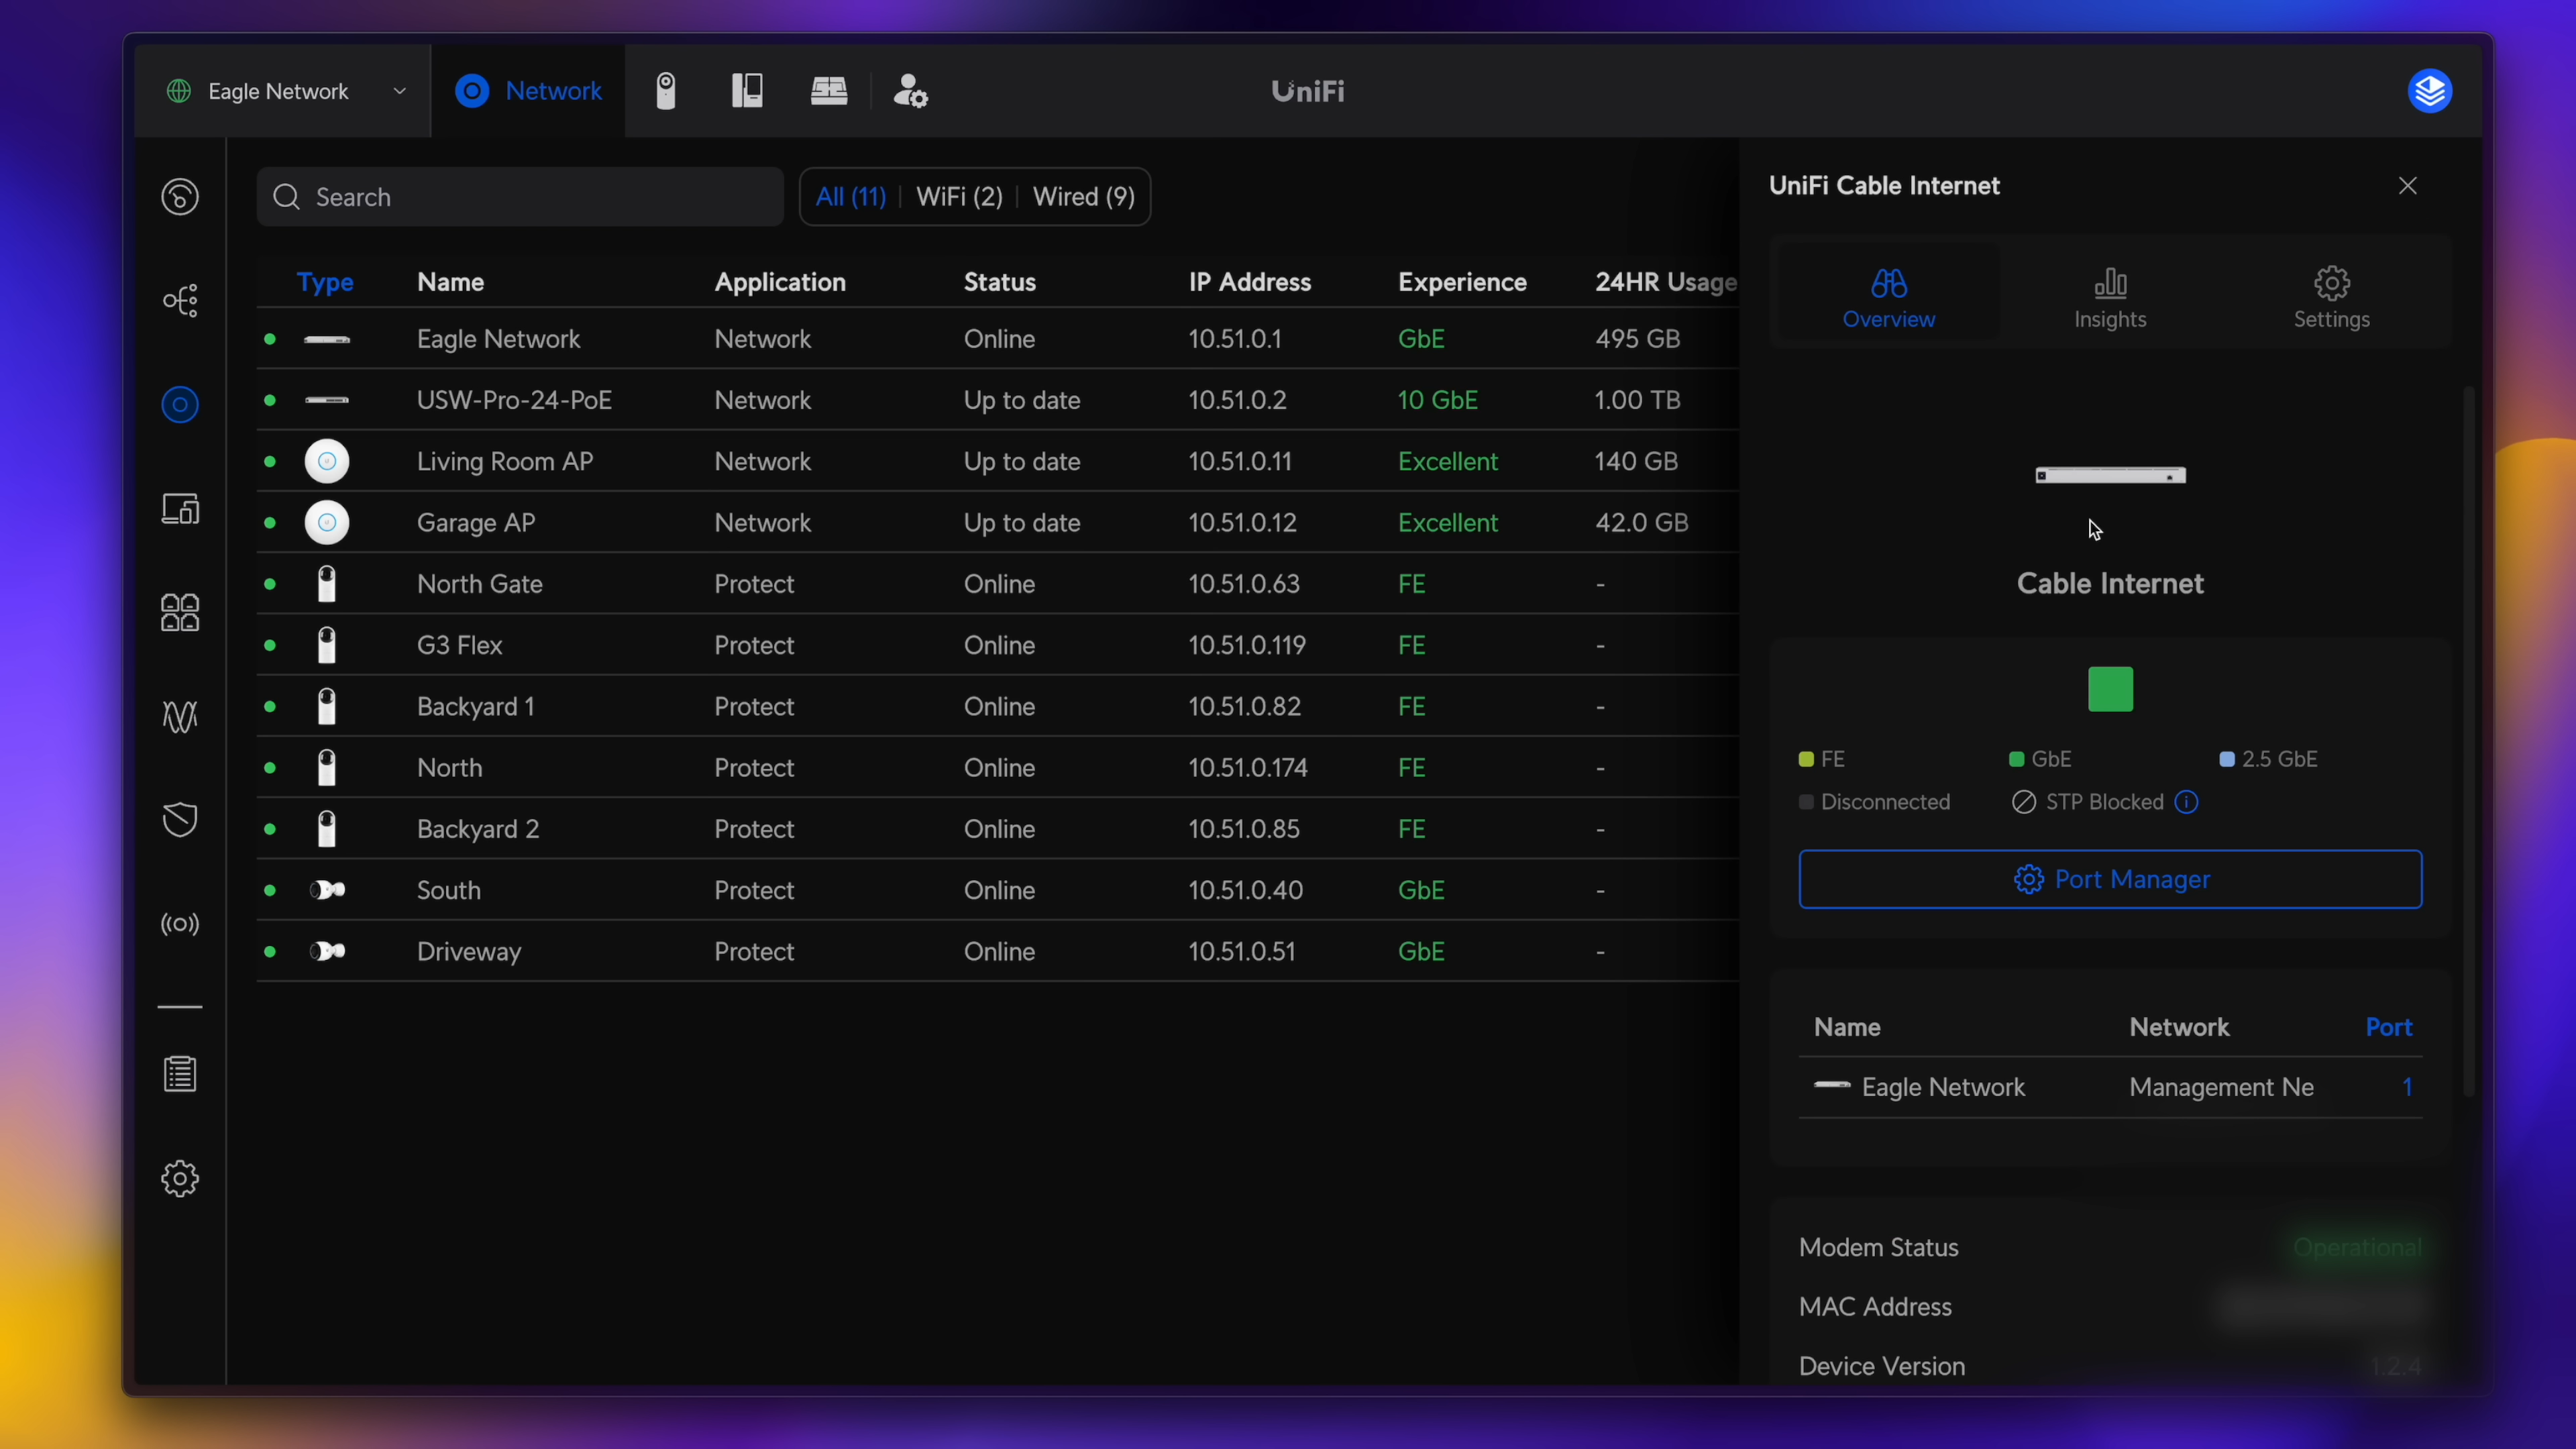 Eagle Network
Network
UniFi
Search
All (11) | WiFi (2) | Wired (9)
Type Name Application Status IP Address Experience 24HR Usage
Eagle Network Network Online 10.51.0.1 GbE 495 GB
USW-Pro-24-PoE Network Up to date 10.51.0.2 10 GbE 1.00 TB
Living Room AP Network Up to date 10.51.0.11 Excellent 140 GB
Garage AP Network Up to date 10.51.0.12 Excellent 42.0 GB
North Gate Protect Online 10.51.0.63 FE -
G3 Flex Protect Online 10.51.0.119 FE -
Backyard 1 Protect Online 10.51.0.82 FE -
North Protect Online 10.51.0.174 FE -
Backyard 2 Protect Online 10.51.0.85 FE -
South Protect Online 10.51.0.40 GbE -
Driveway Protect Online 10.51.0.51 GbE -
UniFi Cable Internet
Overview Insights Settings
Cable Internet
FE GbE 2.5 GbE
Disconnected STP Blocked
Port Manager
Name Network Port
Eagle Network Management Ne 1
Modem Status Operational
MAC Address
Device Version 1.2.4